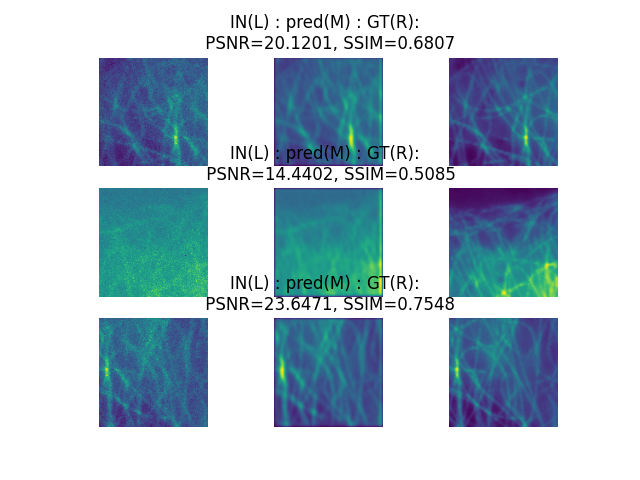 IN(L) : pred(M) : GT(R):
PSNR=20.1201, SSIM=0.6807
IN(L) : pred(M) : GT(R):
PSNR=14.4402, SSIM=0.5085
IN(L) : pred(M) : GT(R):
PSNR=23.6471, SSIM=0.7548